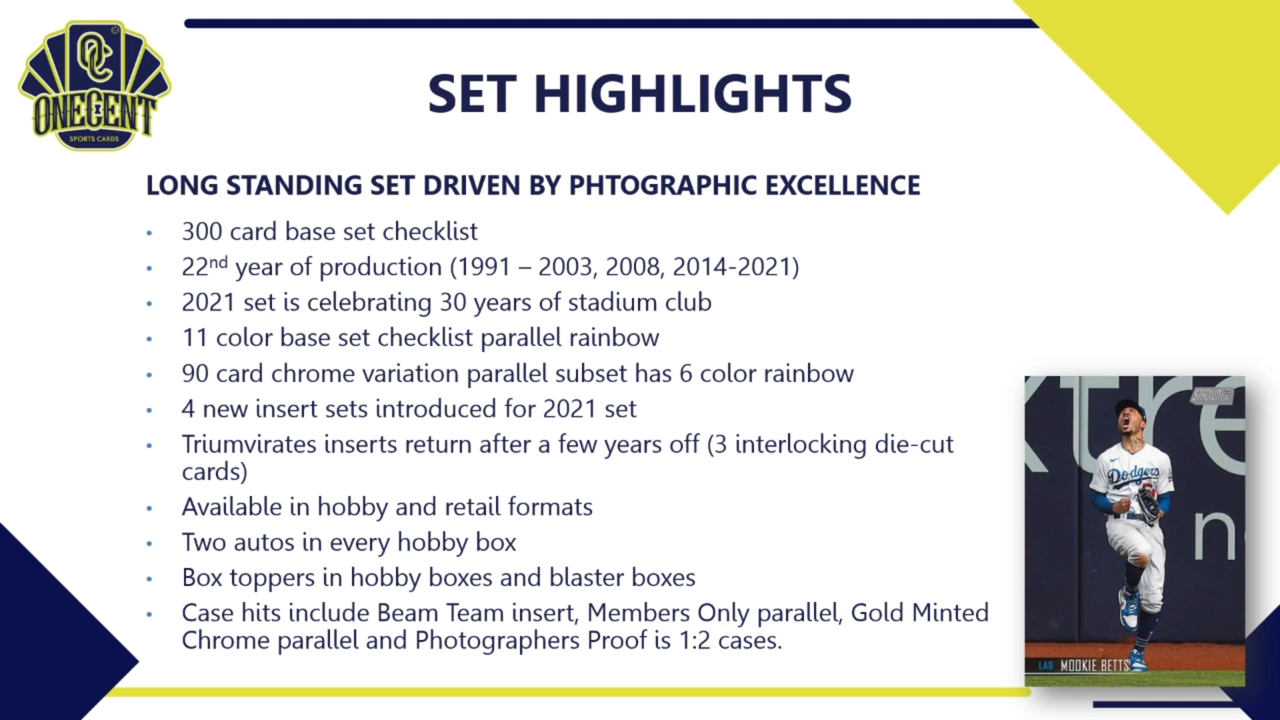 OC
ONECENT
SPORTS CARDS
SET HIGHLIGHTS
LONG STANDING SET DRIVEN BY PHTOGRAPHIC EXCELLENCE
• 300 card base set checklist
• 22nd year of production (1991 – 2003, 2008, 2014-2021)
• 2021 set is celebrating 30 years of stadium club
• 11 color base set checklist parallel rainbow
• 90 card chrome variation parallel subset has 6 color rainbow
• 4 new insert sets introduced for 2021 set
• Triumvirates inserts return after a few years off (3 interlocking die-cut
cards)
• Available in hobby and retail formats
• Two autos in every hobby box
• Box toppers in hobby boxes and blaster boxes
• Case hits include Beam Team insert, Members Only parallel, Gold Minted
Chrome parallel and Photographers Proof is 1:2 cases.
xtre
STADIUM
Dodgers
n
LAD MOOKIE BETTS